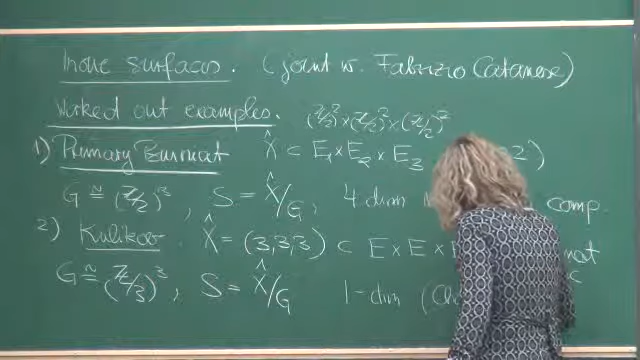 Inoue surfaces. (joint w. Fabrizio Catanese)
Worked out examples. (Z/2)² × (Z/2)² × (Z/2)²
1) Primary Burniat X̂ ⊂ E₁ × E₂ × E₃ 2)
G ≅ (Z/2)³, S = X̂/G, 4 dim comp.
2) Kulikov. X̂ = (3,3,3) ⊂ E × E ×
G ≅ (Z/3)³, S = X̂/G 1-dim